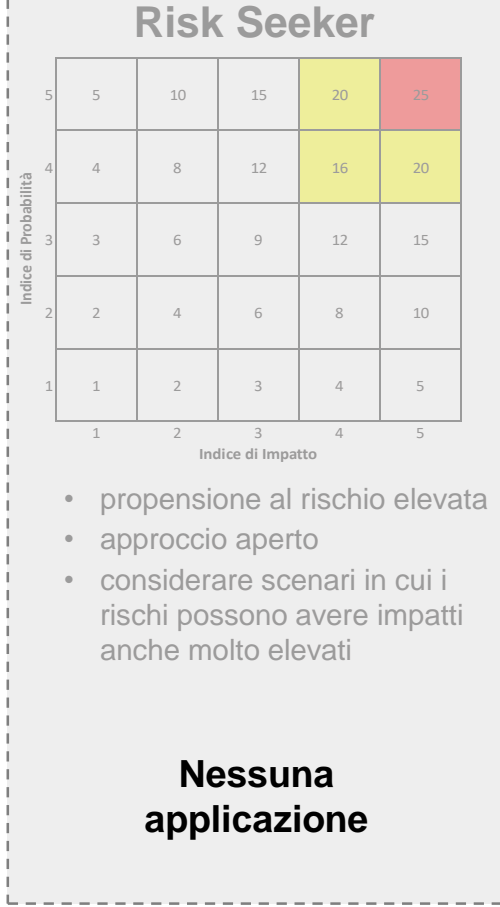 Risk Seeker
Indice di Probabilità
5 5 10 15 20 25
4 4 8 12 16 20
3 3 6 9 12 15
2 2 4 6 8 10
1 1 2 3 4 5
1 2 3 4 5
Indice di Impatto
• propensione al rischio elevata
• approccio aperto
• considerare scenari in cui i
rischi possono avere impatti
anche molto elevati
Nessuna
applicazione